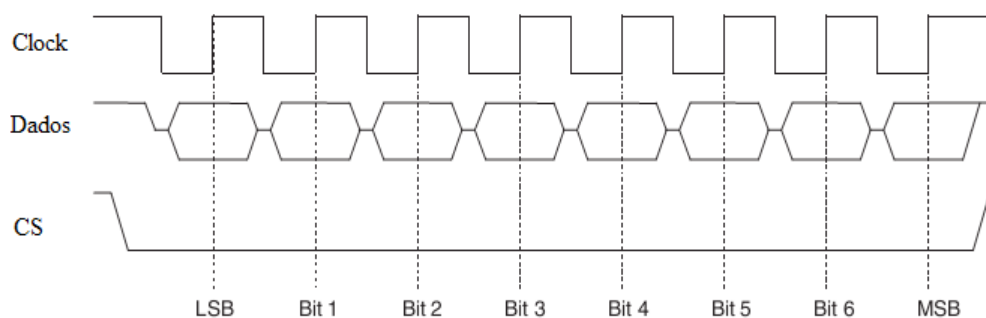 Clock
Dados
CS
LSB Bit 1 Bit 2 Bit 3 Bit 4 Bit 5 Bit 6 MSB